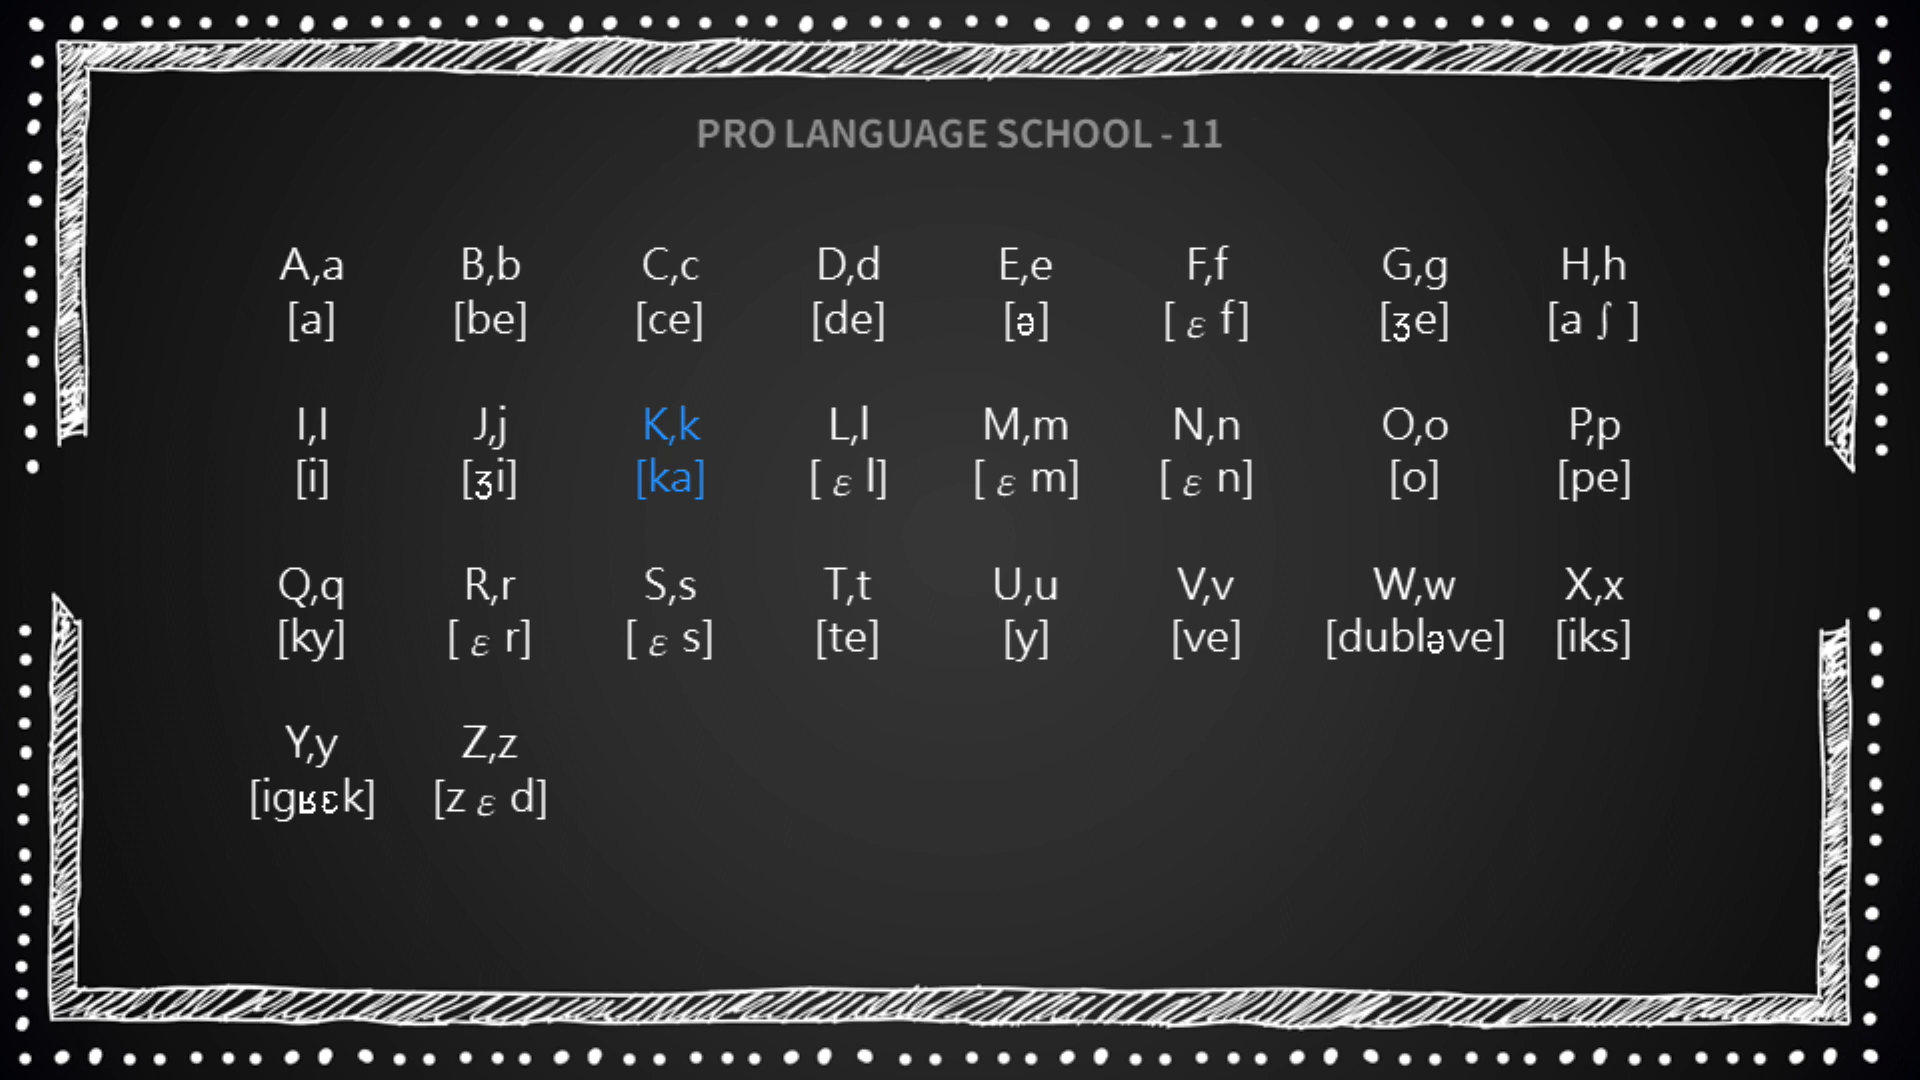 PRO LANGUAGE SCHOOL - 11
A,a B,b C,c D,d E,e F,f G,g H,h
[a] [be] [ce] [de] [ə] [ ε f] [ʒe] [a ʃ ]
I,I J,j K,k L,l M,m N,n O,o P,p
[i] [ʒi] [ka] [ ε l] [ ε m] [ ε n] [o] [pe]
Q,q R,r S,s T,t U,u V,v W,w X,x
[ky] [ ε r] [ ε s] [te] [y] [ve] [dubləve] [iks]
Y,y Z,z
[igʁɛk] [z ε d]